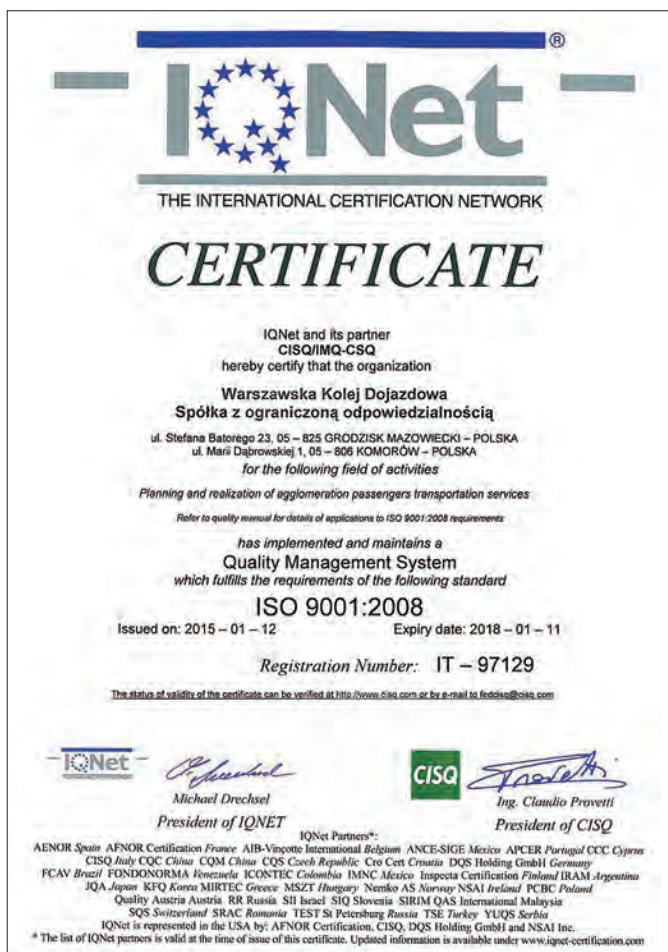 ®
IQNet
THE INTERNATIONAL CERTIFICATION NETWORK
CERTIFICATE
IQNet and its partner
CISQ/IMQ-CSQ
hereby certify that the organization
Warszawska Kolej Dojazdowa
Spółka z ograniczoną odpowiedzialnością
ul. Stefana Batorego 23, 05 – 825 GRODZISK MAZOWIECKI – POLSKA
ul. Marii Dąbrowskiej 1, 05 – 806 KOMORÓW – POLSKA
for the following field of activities
Planning and realization of agglomeration passengers transportation services
Refer to quality manual for details of applications to ISO 9001:2008 requirements
has implemented and maintains a
Quality Management System
which fulfills the requirements of the following standard
ISO 9001:2008
Issued on: 2015 – 01 – 12 Expiry date: 2018 – 01 – 11
Registration Number: IT – 97129
The status of validity of the certificate can be verified at http://www.cisq.com or by e-mail to fedcisq@cisq.com
IQNet CISQ
Michael Drechsel Ing. Claudio Provetti
President of IQNET President of CISQ
IQNet Partners*:
AENOR Spain AFNOR Certification France AIB-Vinçotte International Belgium ANCE-SIGE Mexico APCER Portugal CCC Cyprus
CISQ Italy CQC China CQM China CQS Czech Republic Cro Cert Croatia DQS Holding GmbH Germany
FCAV Brazil FONDONORMA Venezuela ICONTEC Colombia IMNC Mexico Inspecta Certification Finland IRAM Argentina
JQA Japan KFQ Korea MIRTEC Greece MSZT Hungary Nemko AS Norway NSAI Ireland PCBC Poland
Quality Austria Austria RR Russia SII Israel SIQ Slovenia SIRIM QAS International Malaysia
SQS Switzerland SRAC Romania TEST St Petersburg Russia TSE Turkey YUQS Serbia
IQNet is represented in the USA by: AFNOR Certification, CISQ, DQS Holding GmbH and NSAI Inc.
* The list of IQNet partners is valid at the time of issue of this certificate. Updated information is available under www.iqnet-certification.com